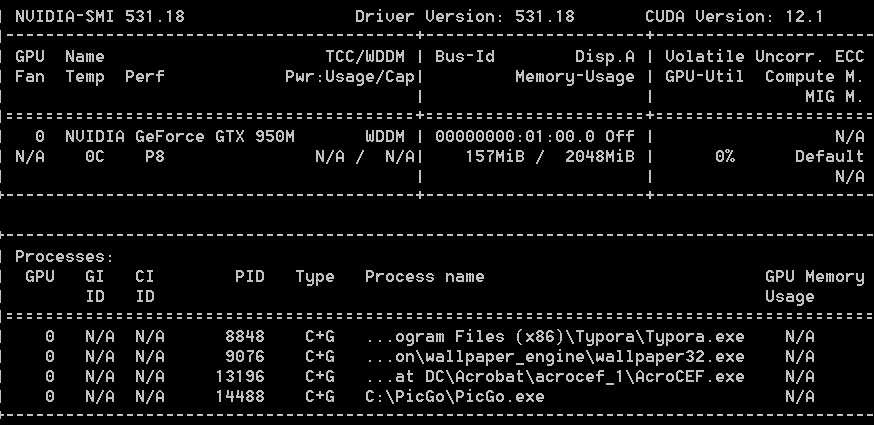 | NVIDIA-SMI 531.18                 Driver Version: 531.18       CUDA Version: 12.1
|-----------------------------------------+----------------------+----------------------
| GPU  Name                     TCC/WDDM | Bus-Id        Disp.A | Volatile Uncorr. ECC
| Fan  Temp  Perf            Pwr:Usage/Cap|         Memory-Usage | GPU-Util  Compute M.
|                                         |                      |               MIG M.
|-----------------------------------------+----------------------+----------------------
|   0  NVIDIA GeForce GTX 950M      WDDM | 00000000:01:00.0 Off |                  N/A
| N/A    0C    P8               N/A /  N/A|    157MiB /  2048MiB |      0%      Default
|                                         |                      |                  N/A
+-----------------------------------------+----------------------+----------------------
+---------------------------------------------------------------------------------------
| Processes:
|  GPU   GI   CI        PID   Type   Process name                            GPU Memory
|        ID   ID                                                             Usage
|---------------------------------------------------------------------------------------
|    0   N/A  N/A      8848    C+G   ...ogram Files (x86)\Typora\Typora.exe    N/A
|    0   N/A  N/A      9076    C+G   ...on\wallpaper_engine\wallpaper32.exe    N/A
|    0   N/A  N/A     13196    C+G   ...at DC\Acrobat\acrocef_1\AcroCEF.exe    N/A
|    0   N/A  N/A     14488    C+G   C:\PicGo\PicGo.exe                        N/A
+---------------------------------------------------------------------------------------